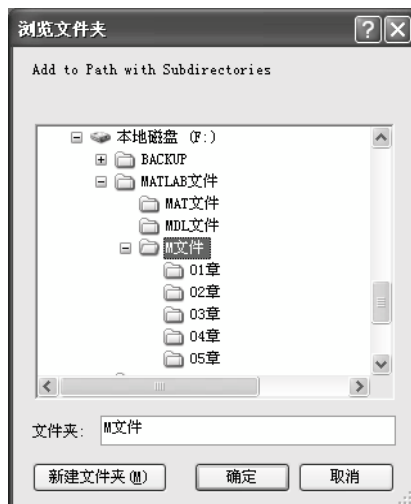 浏览文件夹
Add to Path with Subdirectories
本地磁盘 (F:)
BACKUP
MATLAB文件
MAT文件
MDL文件
M文件
01章
02章
03章
04章
05章
文件夹: M文件
新建文件夹(M) 确定 取消